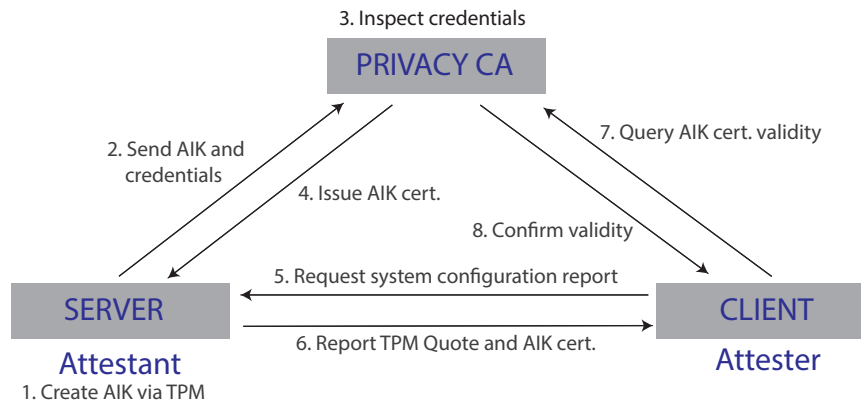 3. Inspect credentials
PRIVACY CA
2. Send AIK and
credentials
4. Issue AIK cert.
7. Query AIK cert. validity
8. Confirm validity
5. Request system configuration report
SERVER
CLIENT
6. Report TPM Quote and AIK cert.
Attestant
Attester
1. Create AIK via TPM